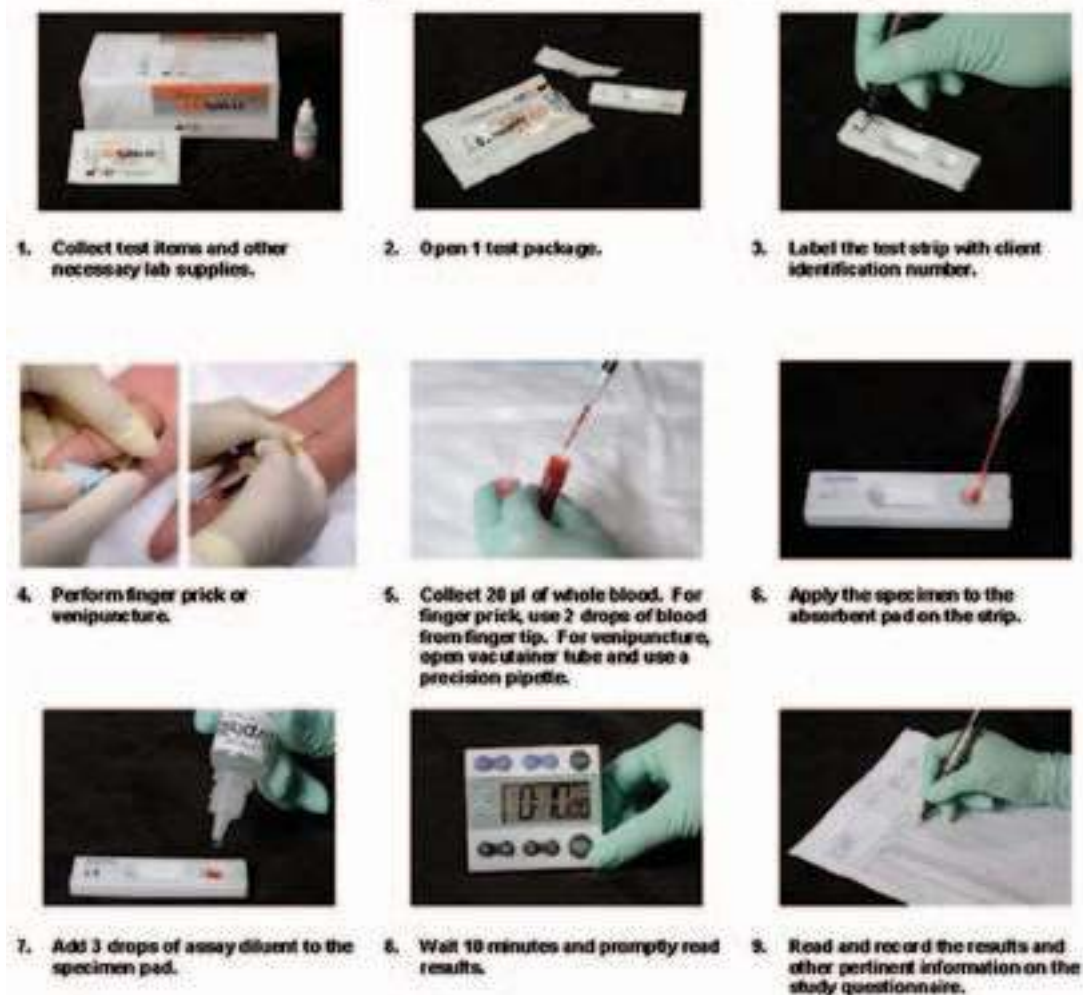 1. Collect test items and other
necessary lab supplies.
2. Open 1 test package.
3. Label the test strip with client
identification number.
4. Perform finger prick or
venipuncture.
5. Collect 20 µl of whole blood. For
finger prick, use 2 drops of blood
from finger tip. For venipuncture,
open vacutainer tube and use a
precision pipette.
6. Apply the specimen to the
absorbent pad on the strip.
7. Add 3 drops of assay diluent to the
specimen pad.
8. Wait 10 minutes and promptly read
results.
9. Read and record the results and
other pertinent information on the
study questionnaire.